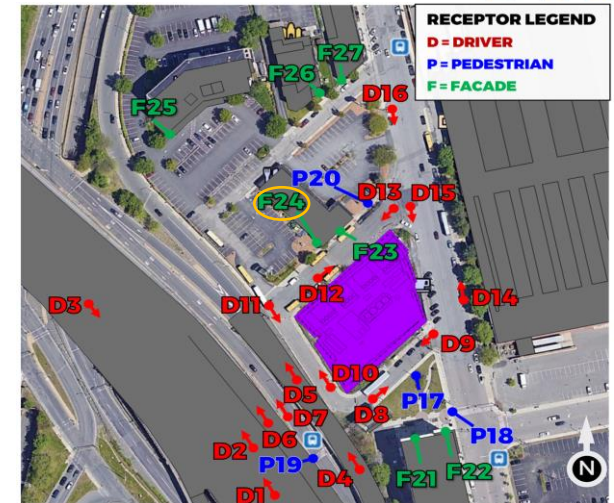 RECEPTOR LEGEND
D = DRIVER
P = PEDESTRIAN
F = FACADE
F27
F26
D16
F25
P20
D13
D15
F24
F23
D12
D3
D11
D14
D9
D10
D5
D8
P17
D7
D6
P18
D2
P19
D4
F21
F22
D1
N